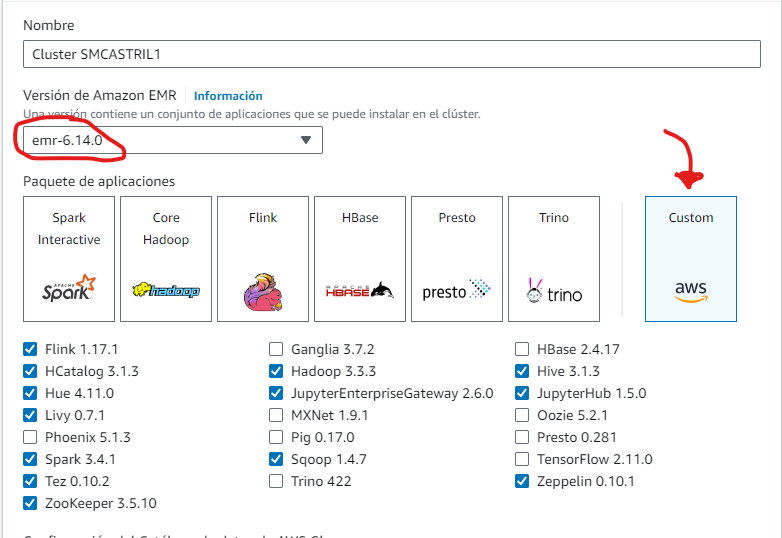 Nombre
Cluster SMCASTRIL1
Versión de Amazon EMR Información
Una versión contiene un conjunto de aplicaciones que se puede instalar en el clúster.
emr-6.14.0
Paquete de aplicaciones
Spark Interactive
APACHE Spark
Core Hadoop
hadoop
Flink
HBase
APACHE HBASE
Presto
presto
Trino
trino
Custom
aws
Flink 1.17.1 Ganglia 3.7.2 HBase 2.4.17
HCatalog 3.1.3 Hadoop 3.3.3 Hive 3.1.3
Hue 4.11.0 JupyterEnterpriseGateway 2.6.0 JupyterHub 1.5.0
Livy 0.7.1 MXNet 1.9.1 Oozie 5.2.1
Phoenix 5.1.3 Pig 0.17.0 Presto 0.281
Spark 3.4.1 Sqoop 1.4.7 TensorFlow 2.11.0
Tez 0.10.2 Trino 422 Zeppelin 0.10.1
ZooKeeper 3.5.10